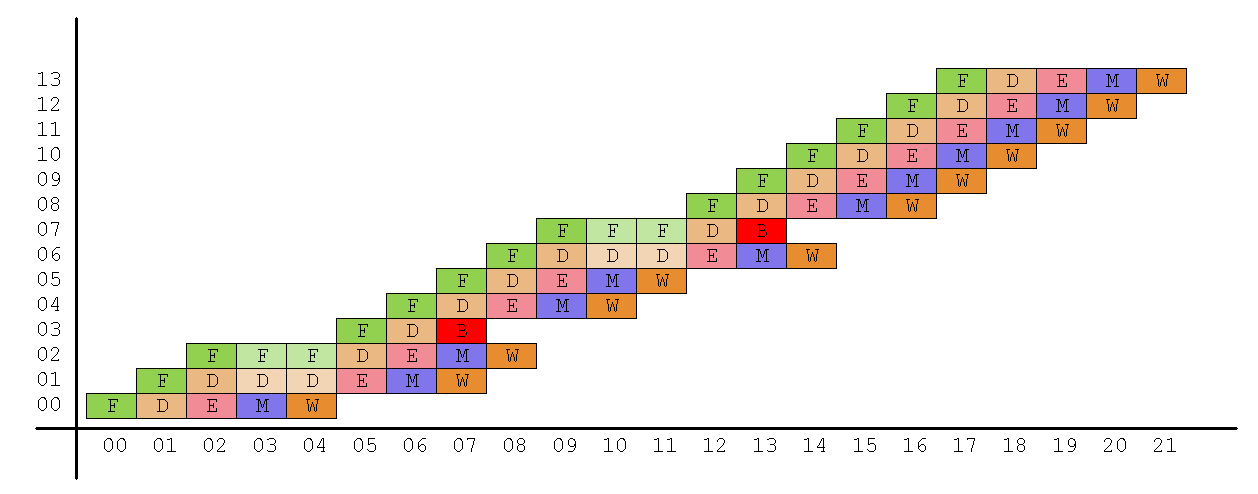 13 F D E M W
12 F D E M W
11 F D E M W
10 F D E M W
09 F D E M W
08 F D E M W
07 F F F D B
06 F D D D E M W
05 F D E M W
04 F D E M W
03 F D B
02 F F F D E M W
01 F D D D E M W
00 F D E M W
00 01 02 03 04 05 06 07 08 09 10 11 12 13 14 15 16 17 18 19 20 21